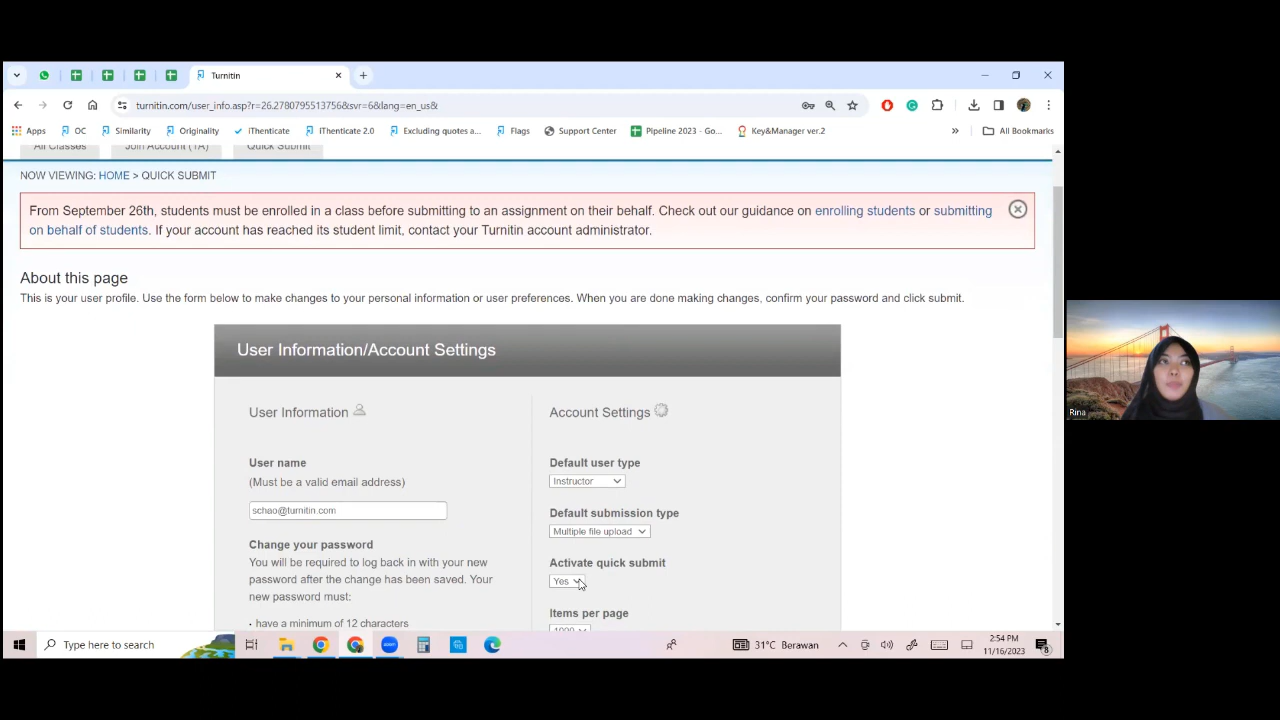 Turnitin
turnitin.com/user_info.asp?r=26.2780795513756&svr=6&lang=en_us&
Apps OC Similarity Originality iThenticate iThenticate 2.0 Excluding quotes a... Flags Support Center Pipeline 2023 - Go... Key&Manager ver.2 » All Bookmarks
All Classes Join Account (TA) Quick Submit
NOW VIEWING: HOME > QUICK SUBMIT
From September 26th, students must be enrolled in a class before submitting to an assignment on their behalf. Check out our guidance on enrolling students or submitting
on behalf of students. If your account has reached its student limit, contact your Turnitin account administrator.
About this page
This is your user profile. Use the form below to make changes to your personal information or user preferences. When you are done making changes, confirm your password and click submit.
User Information/Account Settings
User Information
Account Settings
User name
(Must be a valid email address)
schao@turnitin.com
Change your password
You will be required to log back in with your new
password after the change has been saved. Your
new password must:
· have a minimum of 12 characters
Default user type
Instructor
Default submission type
Multiple file upload
Activate quick submit
Yes
Items per page
1000
Rina
Type here to search
31°C Berawan
2:54 PM
11/16/2023
8